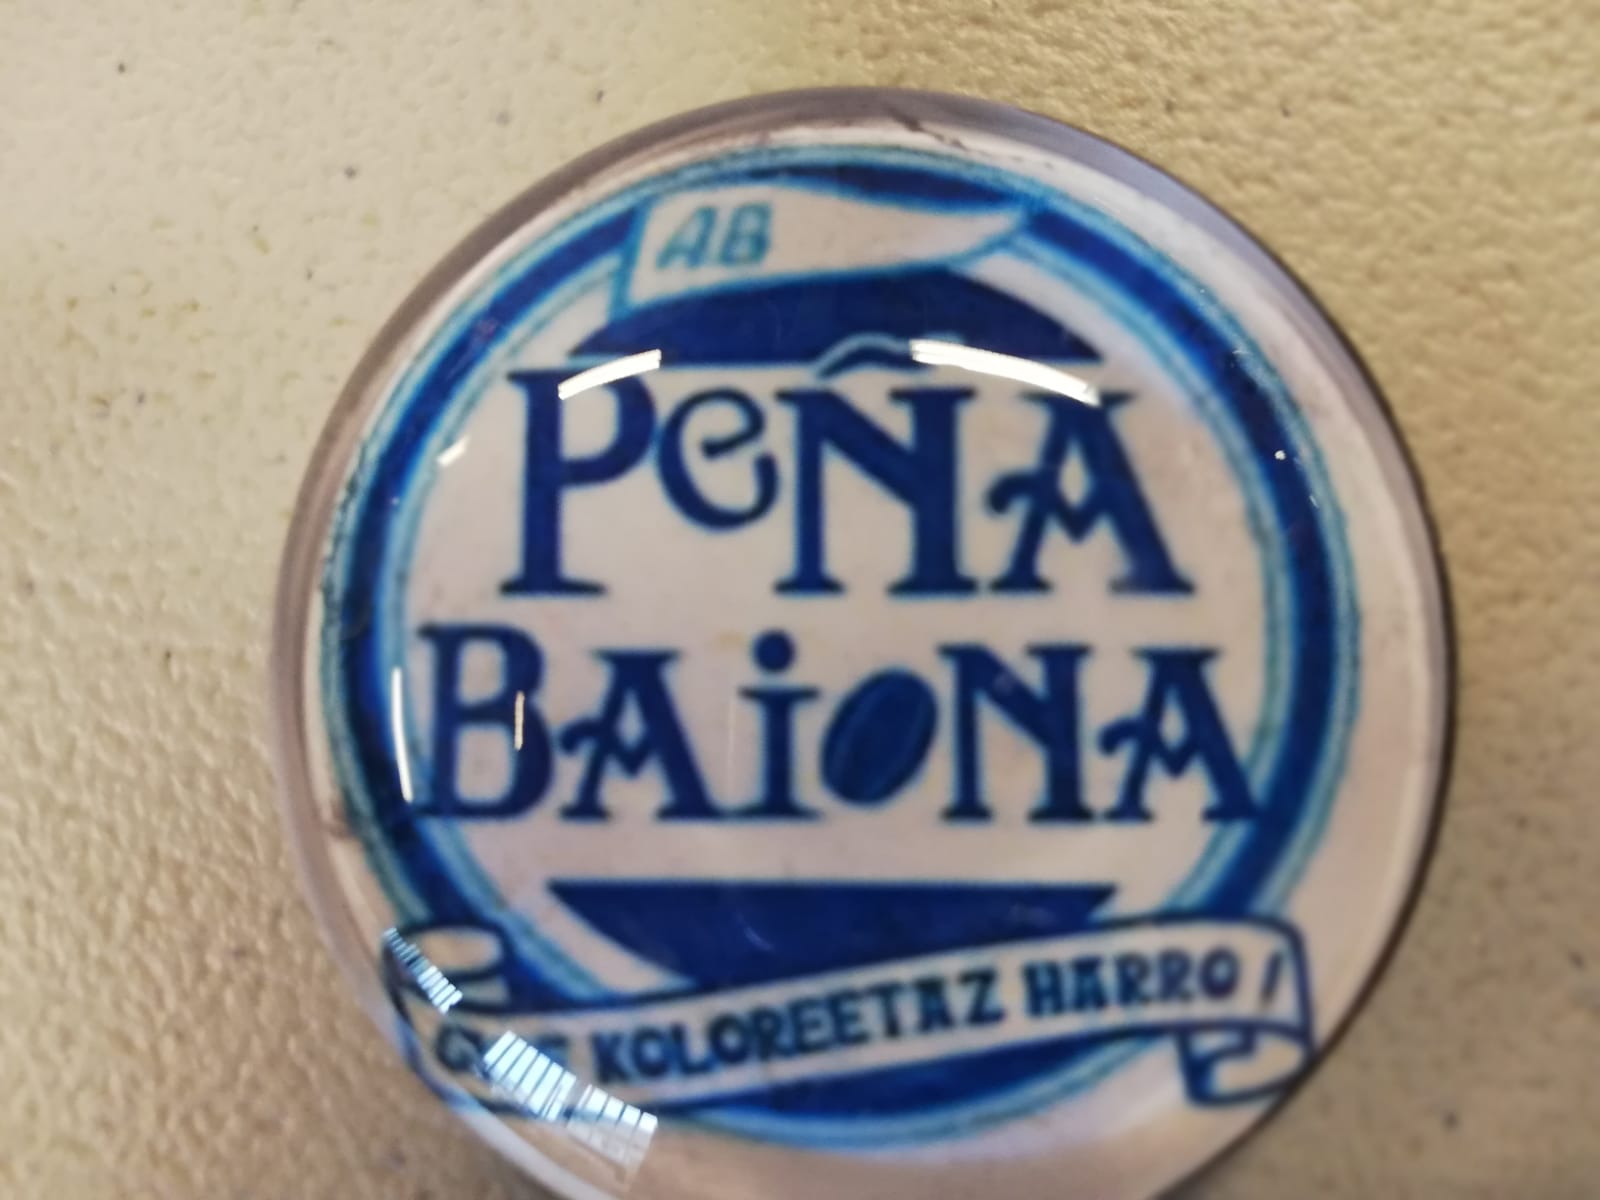 AB
PeÑA
BAiONA
KOLOREETAZ HARRO !